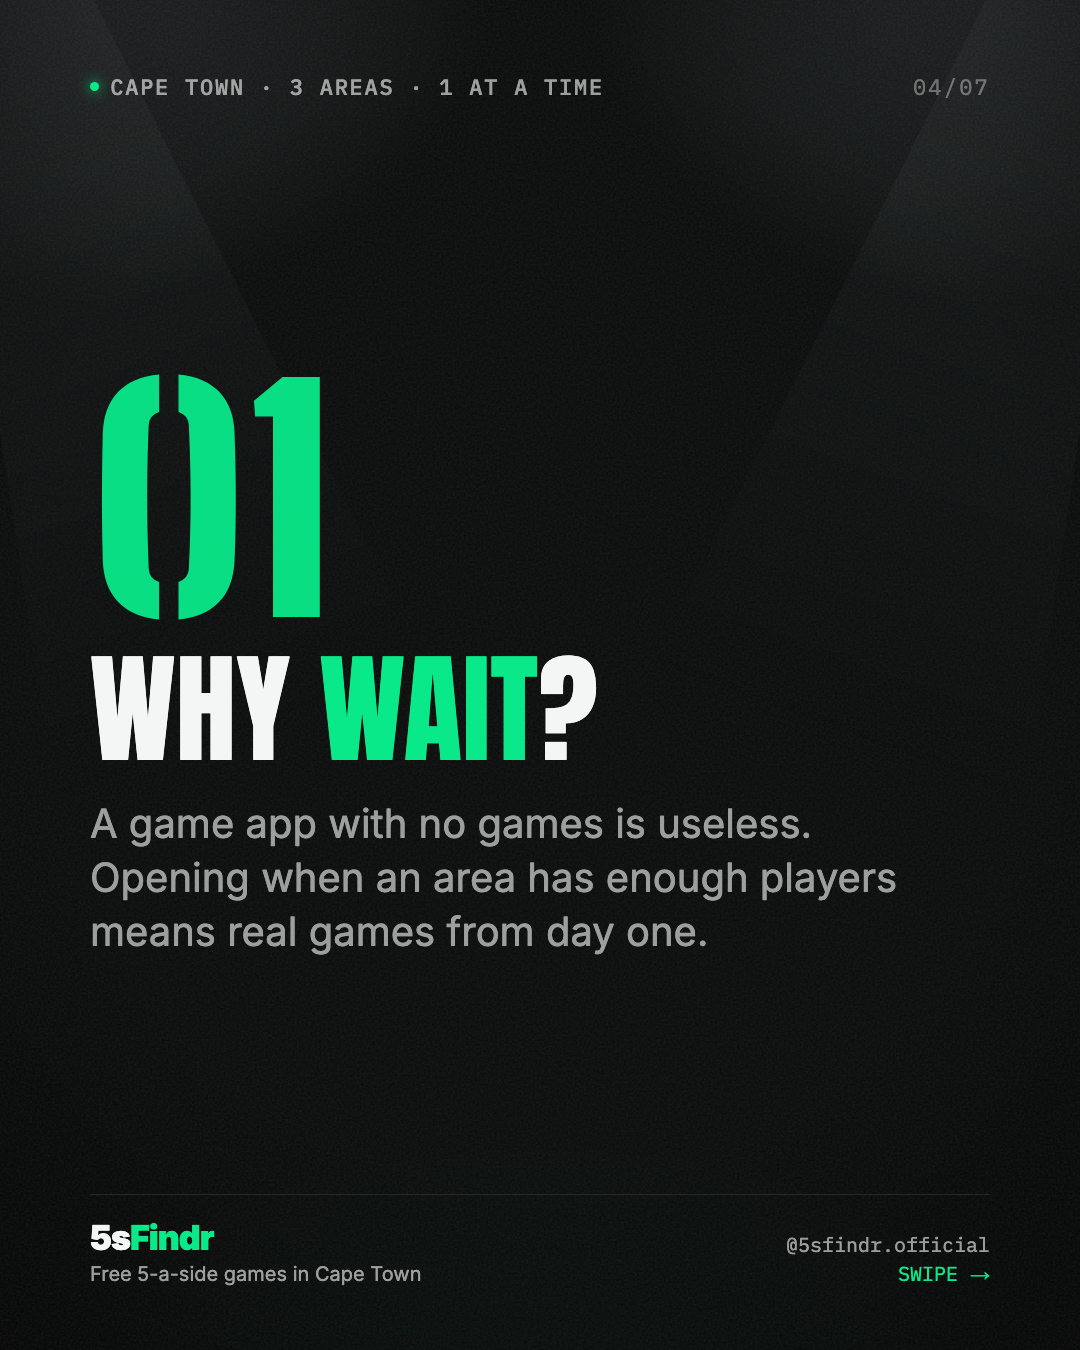 CAPE TOWN · 3 AREAS · 1 AT A TIME
04/07
01
WHY WAIT?
A game app with no games is useless.
Opening when an area has enough players
means real games from day one.
5sFindr
Free 5-a-side games in Cape Town
@5sfindr.official
SWIPE →